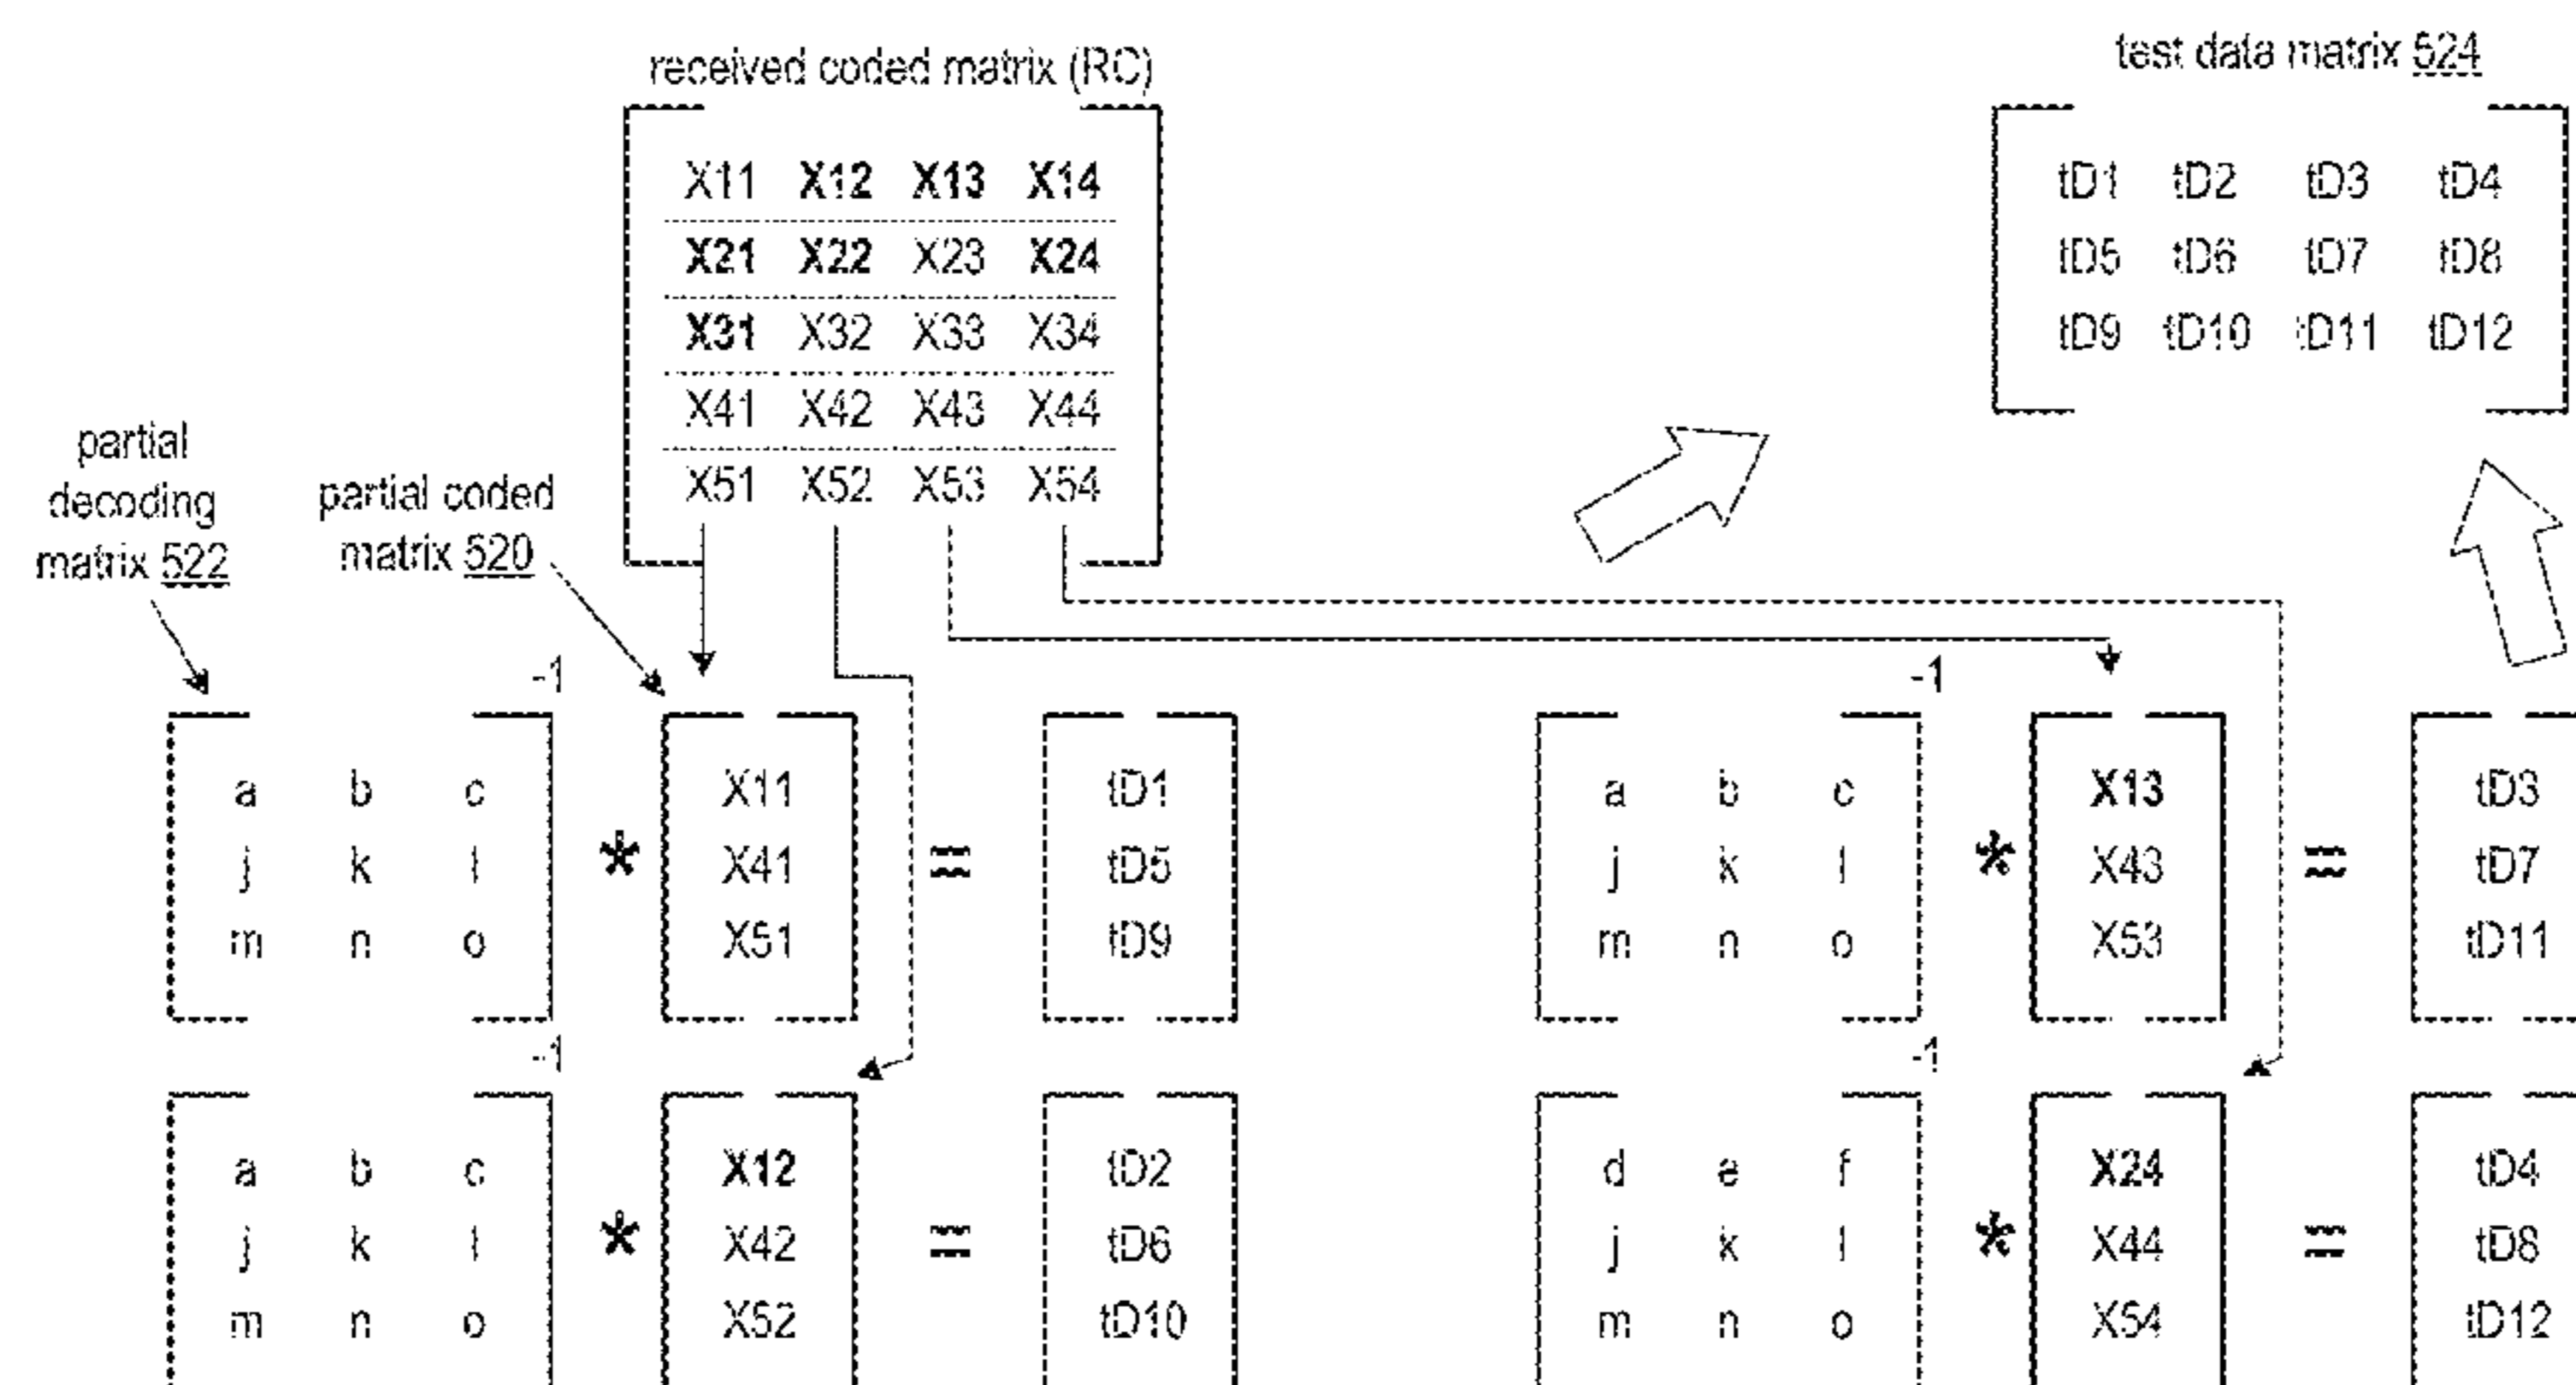 received coded matrix (RC)
X11 X12 X13 X14
X21 X22 X23 X24
X31 X32 X33 X34
X41 X42 X43 X44
X51 X52 X53 X54
test data matrix 524
tD1 tD2 tD3 tD4
tD5 tD6 tD7 tD8
tD9 tD10 tD11 tD12
partial
decoding
matrix 522
partial coded
matrix 520
-1
a b c
j k l
m n o
*
X11
X41
X51
=
tD1
tD5
tD9
-1
a b c
j k l
m n o
*
X13
X43
X53
=
tD3
tD7
tD11
-1
a b c
j k l
m n o
*
X12
X42
X52
=
tD2
tD6
tD10
-1
d e f
j k l
m n o
*
X24
X44
X54
=
tD4
tD8
tD12